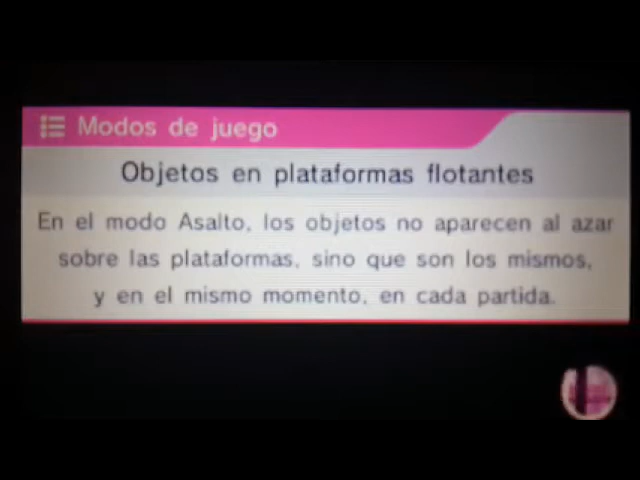 Modos de juego
Objetos en plataformas flotantes
En el modo Asalto, los objetos no aparecen al azar
sobre las plataformas, sino que son los mismos,
y en el mismo momento, en cada partida.